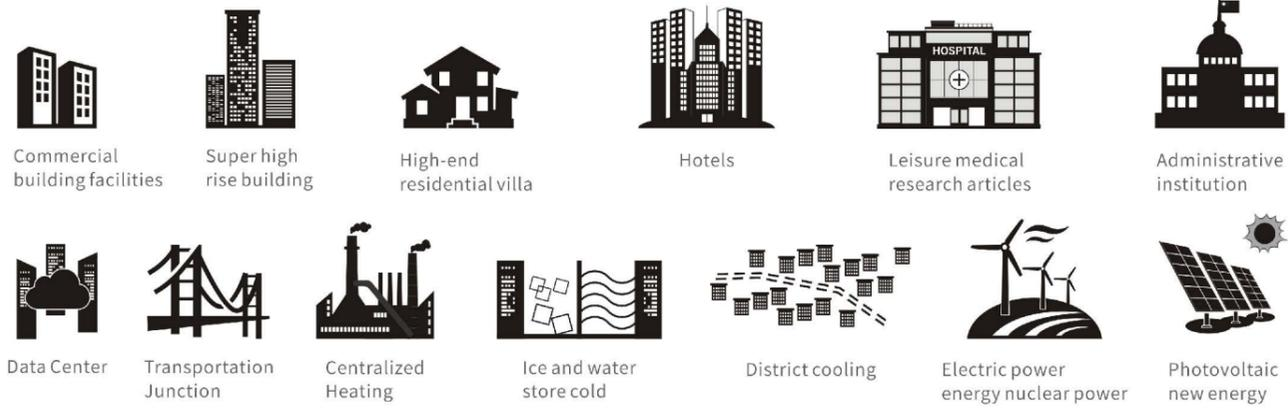 HOSPITAL
Commercial
building facilities
Super high
rise building
High-end
residential villa
Hotels
Leisure medical
research articles
Administrative
institution
Data Center
Transportation
Junction
Centralized
Heating
Ice and water
store cold
District cooling
Electric power
energy nuclear power
Photovoltaic
new energy